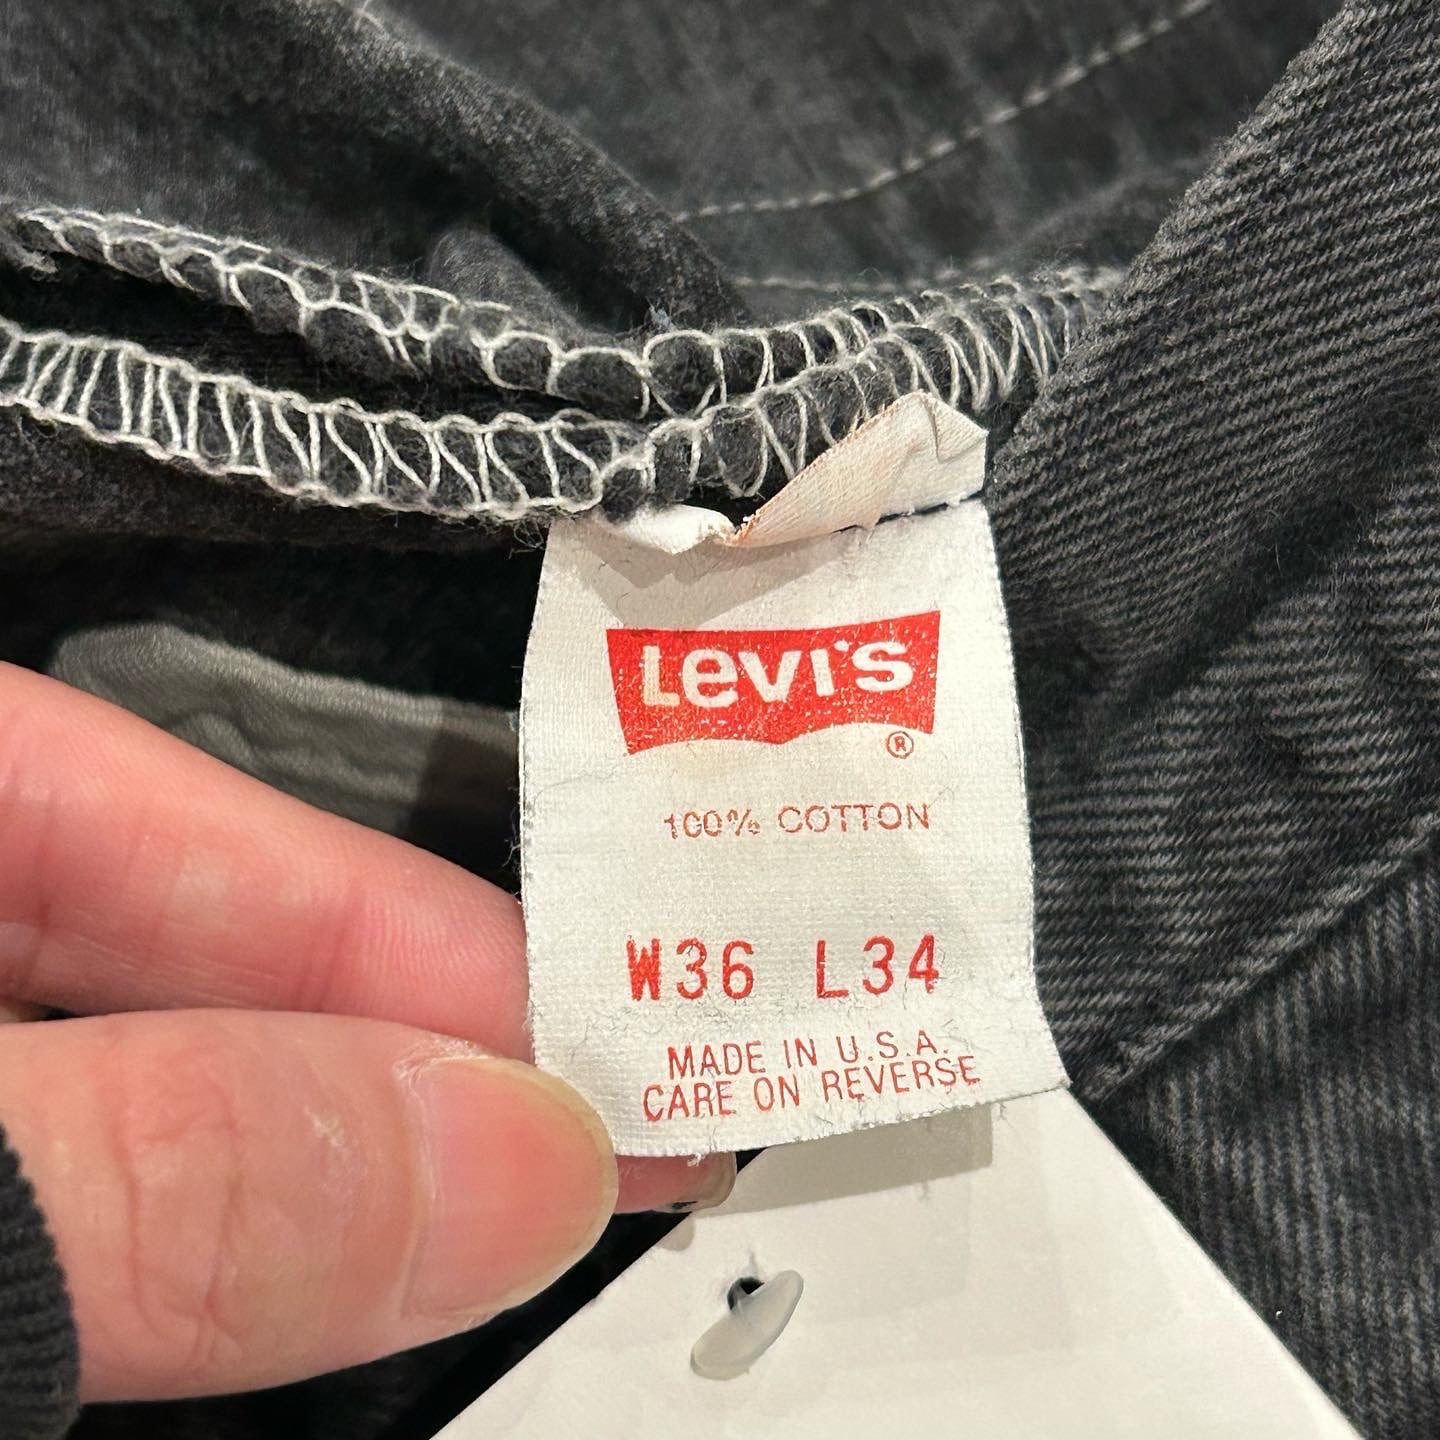 Levi's
®
100% COTTON
W36 L34
MADE IN U.S.A.
CARE ON REVERSE